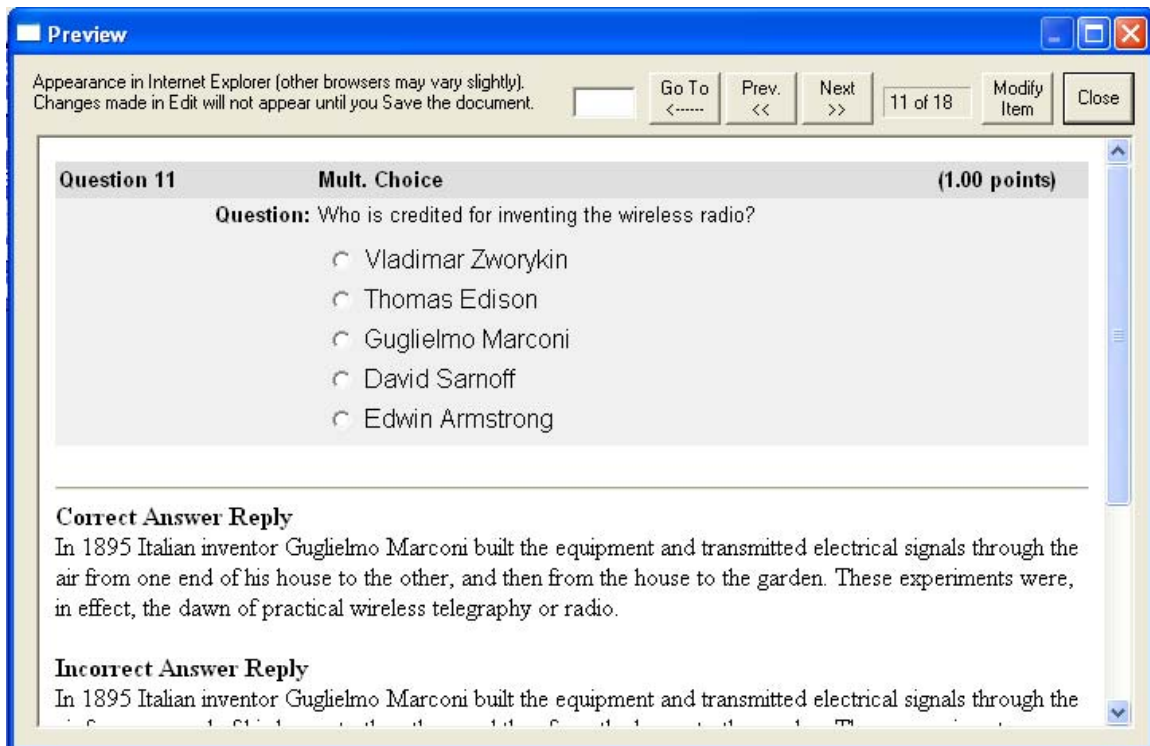 Preview
Appearance in Internet Explorer (other browsers may vary slightly).
Changes made in Edit will not appear until you Save the document.
Go To
<------
Prev.
<<
Next
>>
11 of 18
Modify
Item
Close
Question 11 Mult. Choice (1.00 points)
Question: Who is credited for inventing the wireless radio?
Vladimar Zworykin
Thomas Edison
Guglielmo Marconi
David Sarnoff
Edwin Armstrong
Correct Answer Reply
In 1895 Italian inventor Guglielmo Marconi built the equipment and transmitted electrical signals through the
air from one end of his house to the other, and then from the house to the garden. These experiments were,
in effect, the dawn of practical wireless telegraphy or radio.
Incorrect Answer Reply
In 1895 Italian inventor Guglielmo Marconi built the equipment and transmitted electrical signals through the